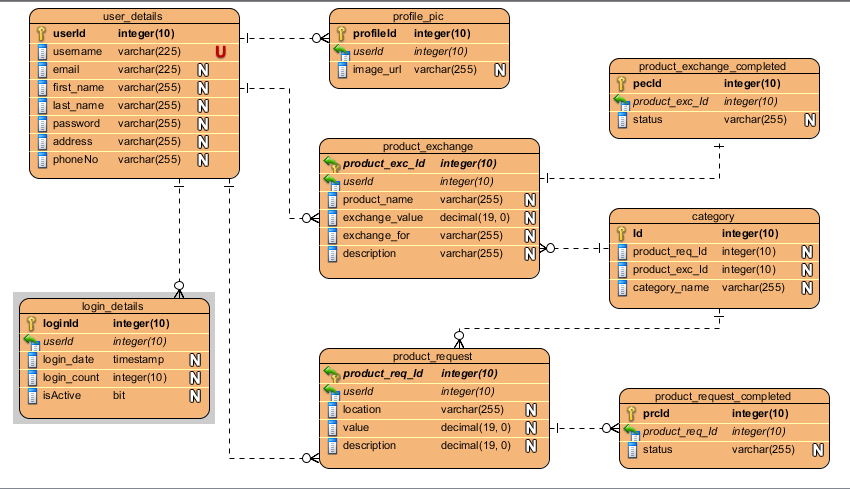 user_details
userId integer(10)
username varchar(225) U
email varchar(225) N
first_name varchar(255) N
last_name varchar(255) N
password varchar(255) N
address varchar(255) N
phoneNo varchar(255) N
profile_pic
profileId integer(10)
userId integer(10)
image_url varchar(255) N
product_exchange_completed
pecId integer(10)
product_exc_Id integer(10)
status varchar(255) N
product_exchange
product_exc_Id integer(10)
userId integer(10)
product_name varchar(255) N
exchange_value decimal(19, 0) N
exchange_for varchar(255) N
description varchar(255) N
category
Id integer(10)
product_req_Id integer(10) N
product_exc_Id integer(10) N
category_name varchar(255) N
login_details
loginId integer(10)
userId integer(10)
login_date timestamp N
login_count integer(10) N
isActive bit N
product_request
product_req_Id integer(10)
userId integer(10)
location varchar(255) N
value decimal(19, 0) N
description decimal(19, 0) N
product_request_completed
prcId integer(10)
product_req_Id integer(10)
status varchar(255) N